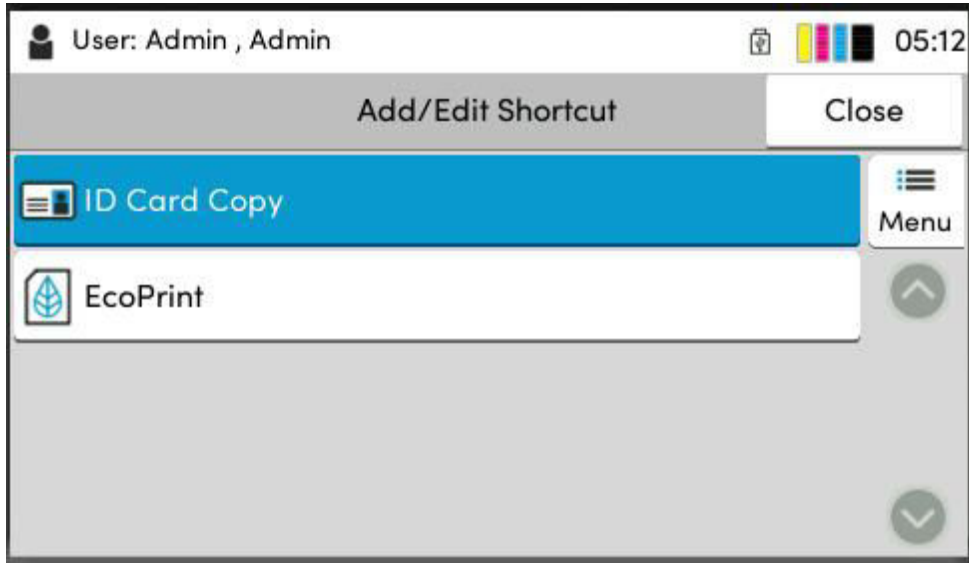 User: Admin , Admin
05:12
Add/Edit Shortcut
Close
ID Card Copy
Menu
EcoPrint